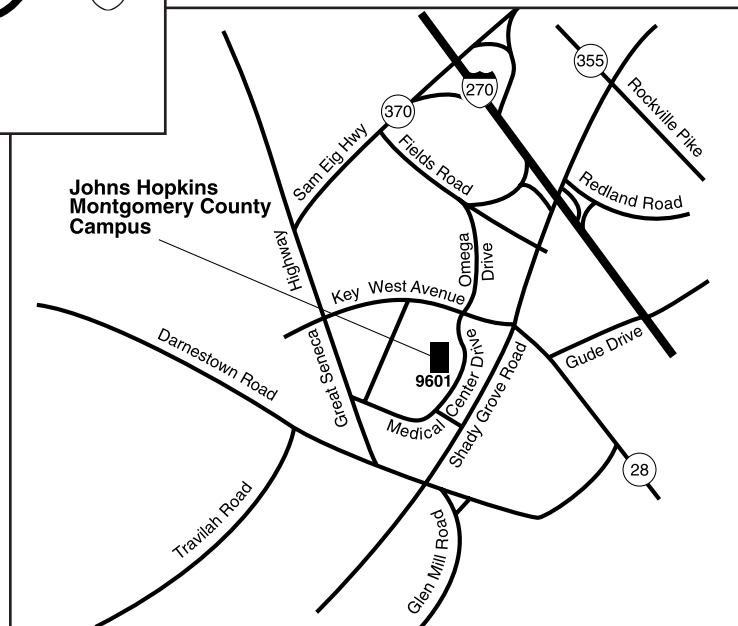 355
270
Rockville Pike
370
Sam Eig Hwy
Fields Road
Redland Road
Johns Hopkins
Montgomery County
Campus
Omega
Drive
Highway
Key West Avenue
Darnestown Road
Great Seneca
Gude Drive
9601
Center Drive
Medical
Shady Grove Road
28
Travilah Road
Glen Mill Road